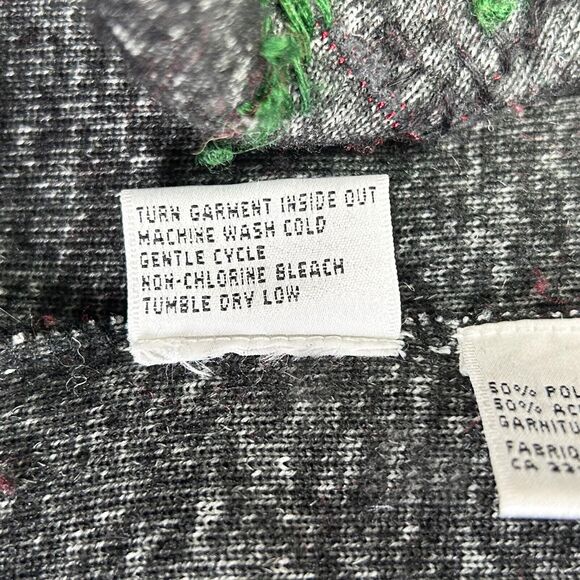 TURN GARMENT INSIDE OUT
MACHINE WASH COLD
GENTLE CYCLE
NON-CHLORINE BLEACH
TUMBLE DRY LOW
50% POL
50% AC
GARNITU
FABRIQ
CA